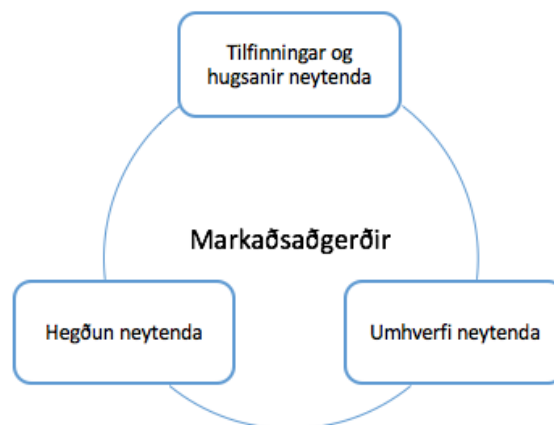 Tilfinningar og
hugsanir neytenda
Markaðsaðgerðir
Hegðun neytenda
Umhverfi neytenda